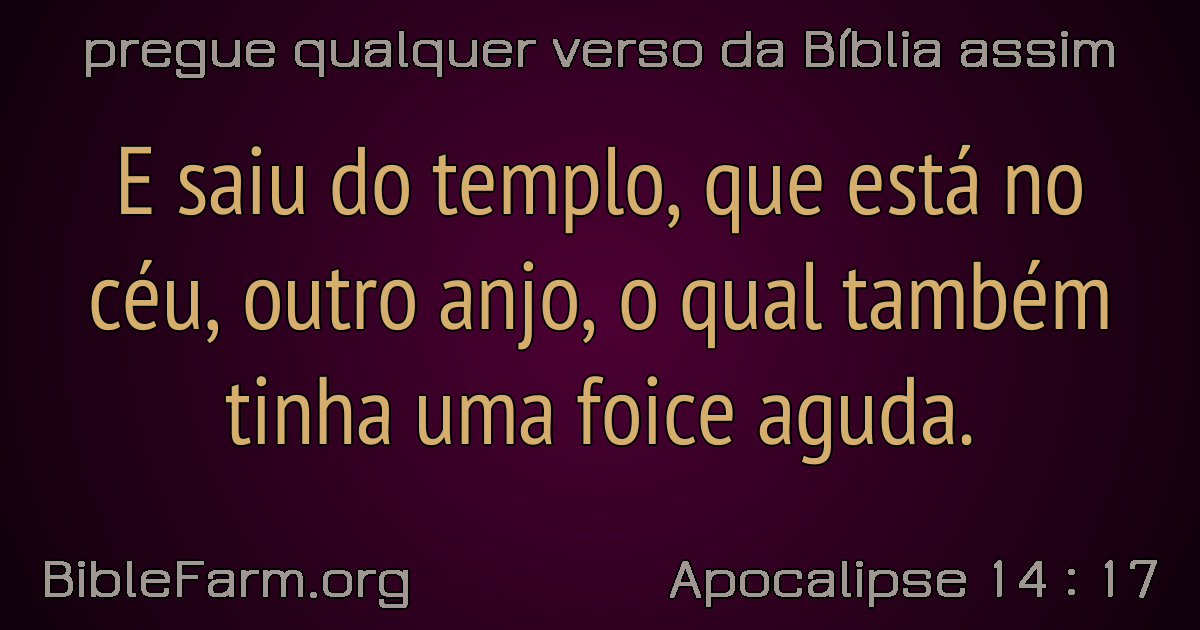 pregue qualquer verso da Bíblia assim
E saiu do templo, que está no
céu, outro anjo, o qual também
tinha uma foice aguda.
BibleFarm.org
Apocalipse 14 : 17